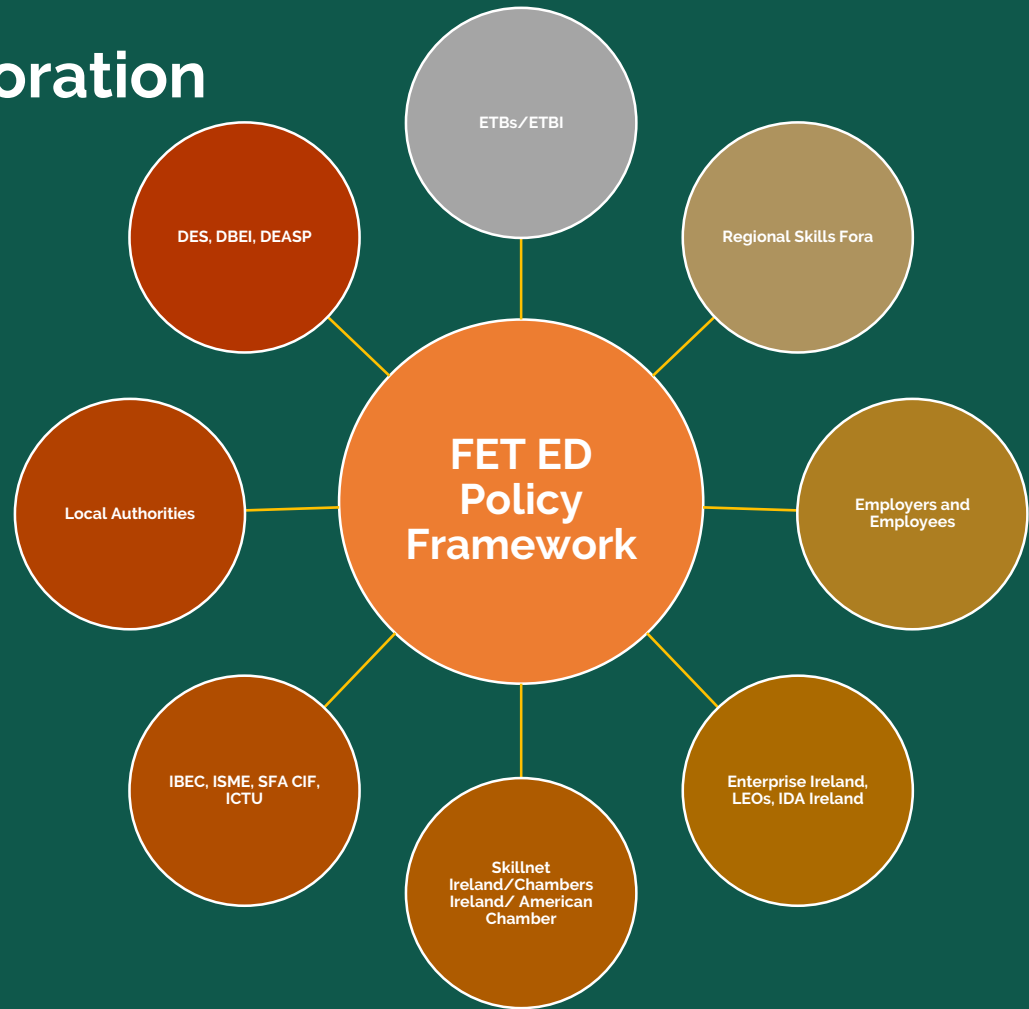 oration
ETBs/ETBI
DES, DBEI, DEASP
Regional Skills Fora
FET ED
Policy
Framework
Local Authorities
Employers and
Employees
IBEC, ISME, SFA CIF,
ICTU
Enterprise Ireland,
LEOs, IDA Ireland
Skillnet
Ireland/Chambers
Ireland/ American
Chamber